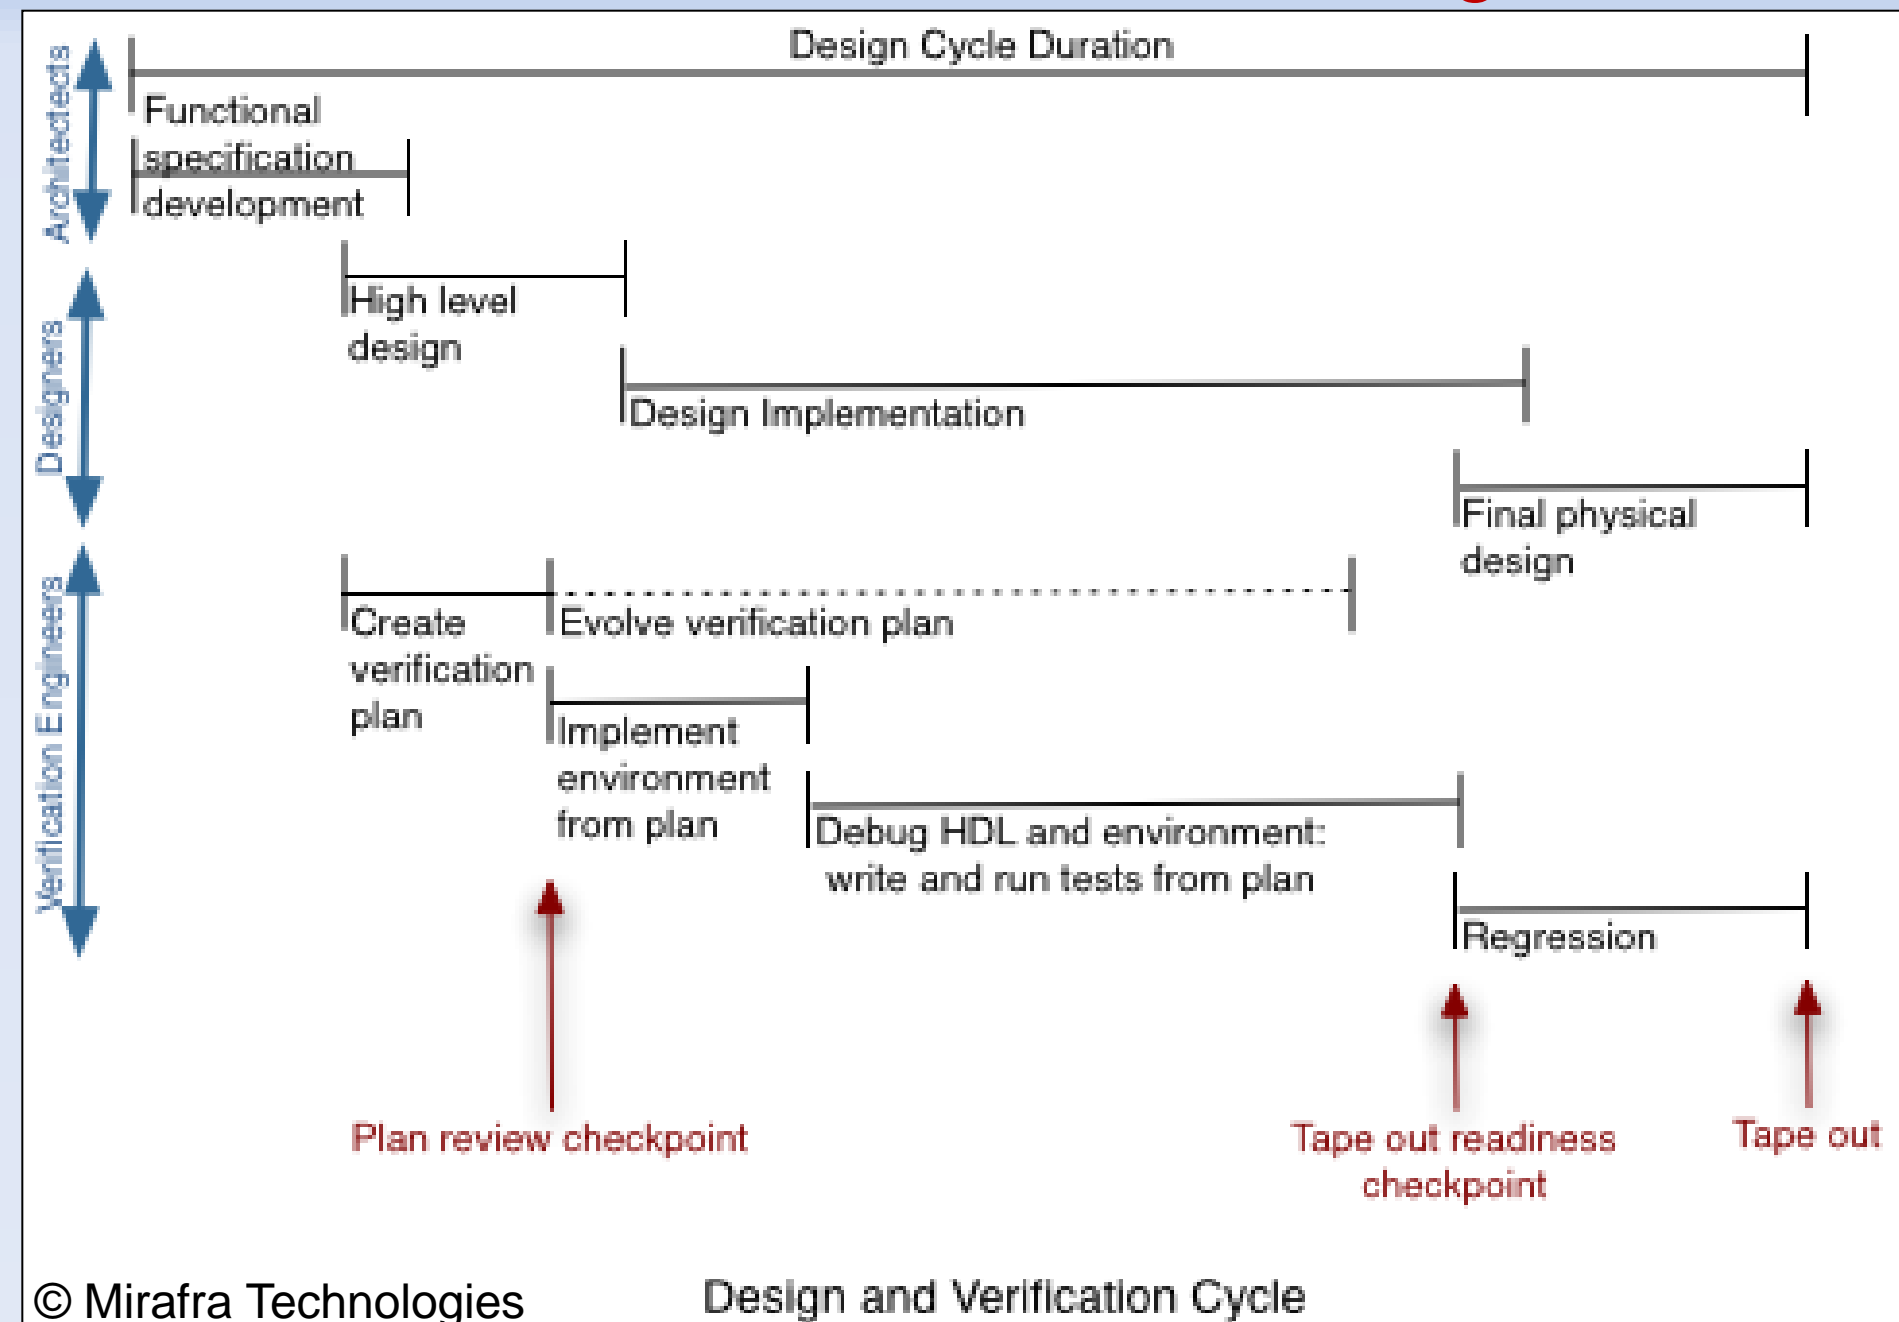 Design Cycle Duration
Architects
Functional
specification
development
Designers
High level
design
Design Implementation
Final physical
design
Verification Engineers
Create
verification
plan
Evolve verification plan
Implement
environment
from plan
Debug HDL and environment:
write and run tests from plan
Regression
Plan review checkpoint
Tape out readiness
checkpoint
Tape out
© Mirafra Technologies
Design and Verification Cycle